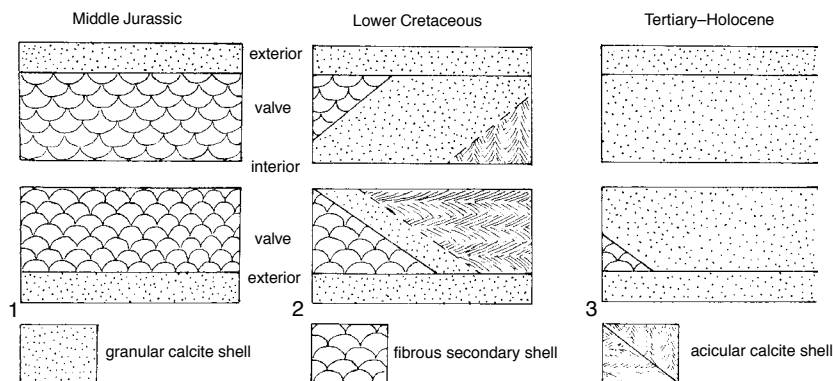 Middle Jurassic
Lower Cretaceous
Tertiary–Holocene
exterior
valve
interior
valve
exterior
1
2
3
granular calcite shell
fibrous secondary shell
acicular calcite shell